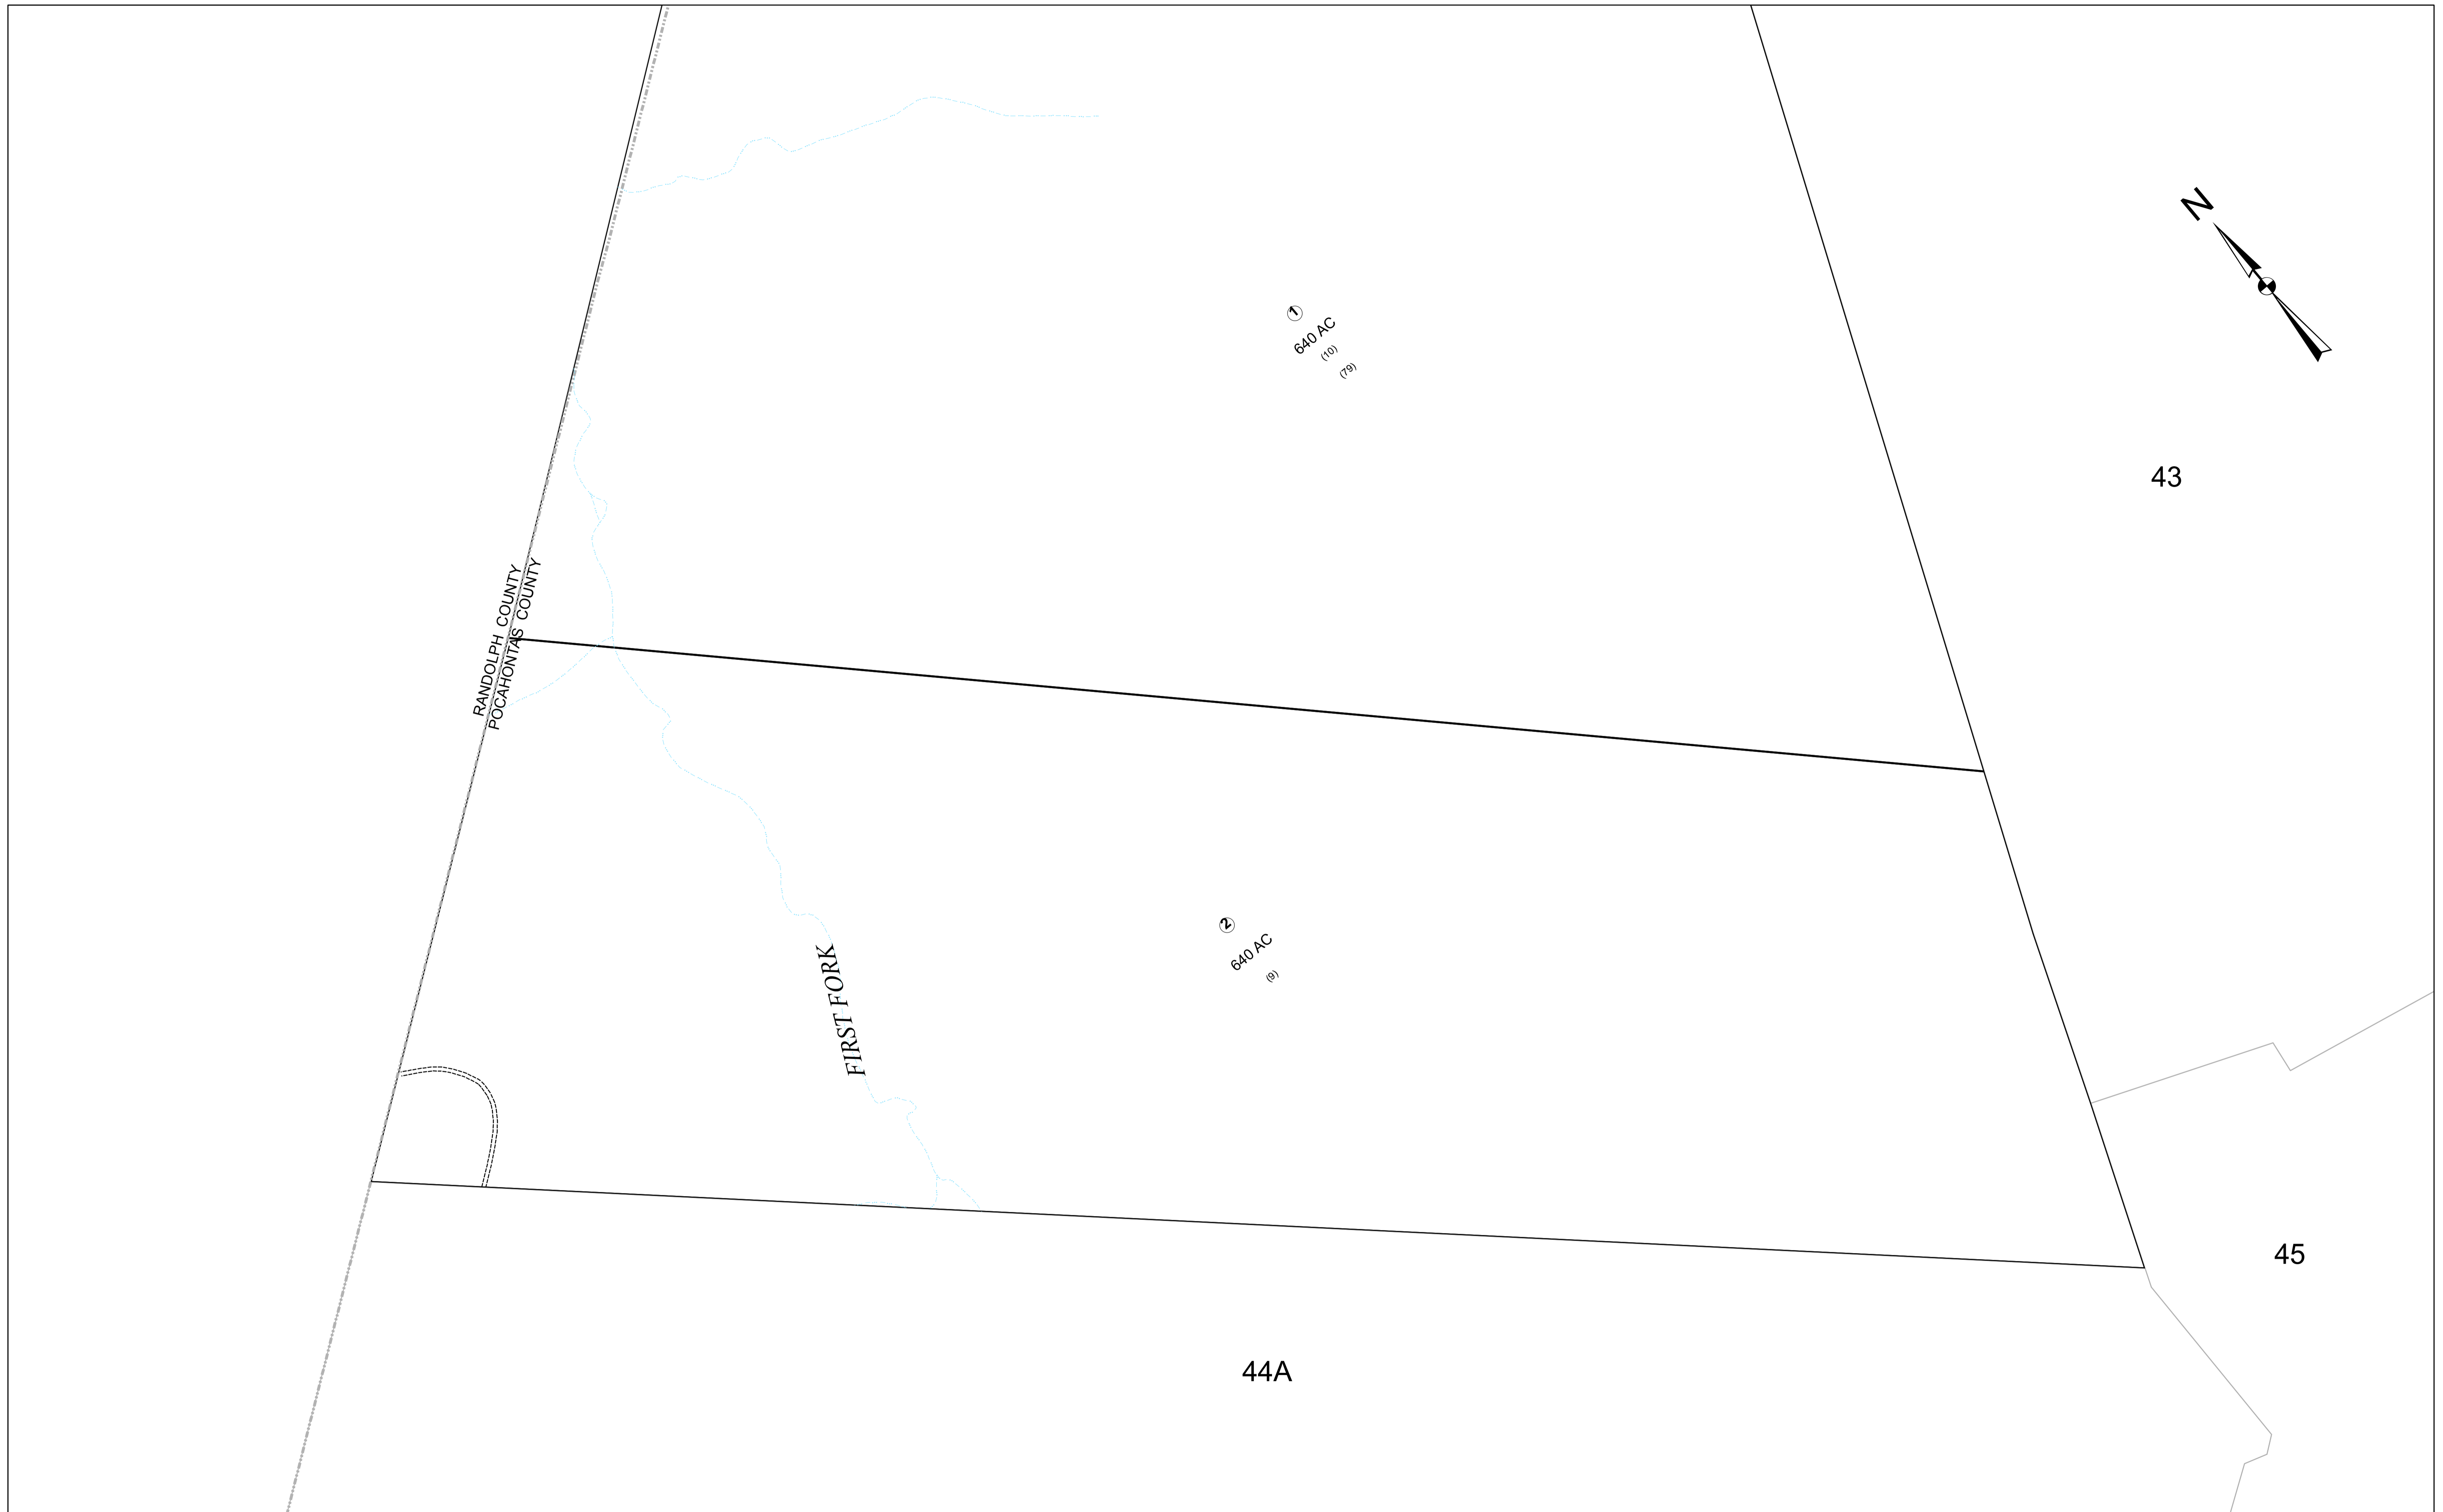 N
1
640 AC
(10)
(79)
43
RANDOLPH COUNTY
POCAHONTAS COUNTY
2
640 AC
(9)
FIRST FORK
45
44A